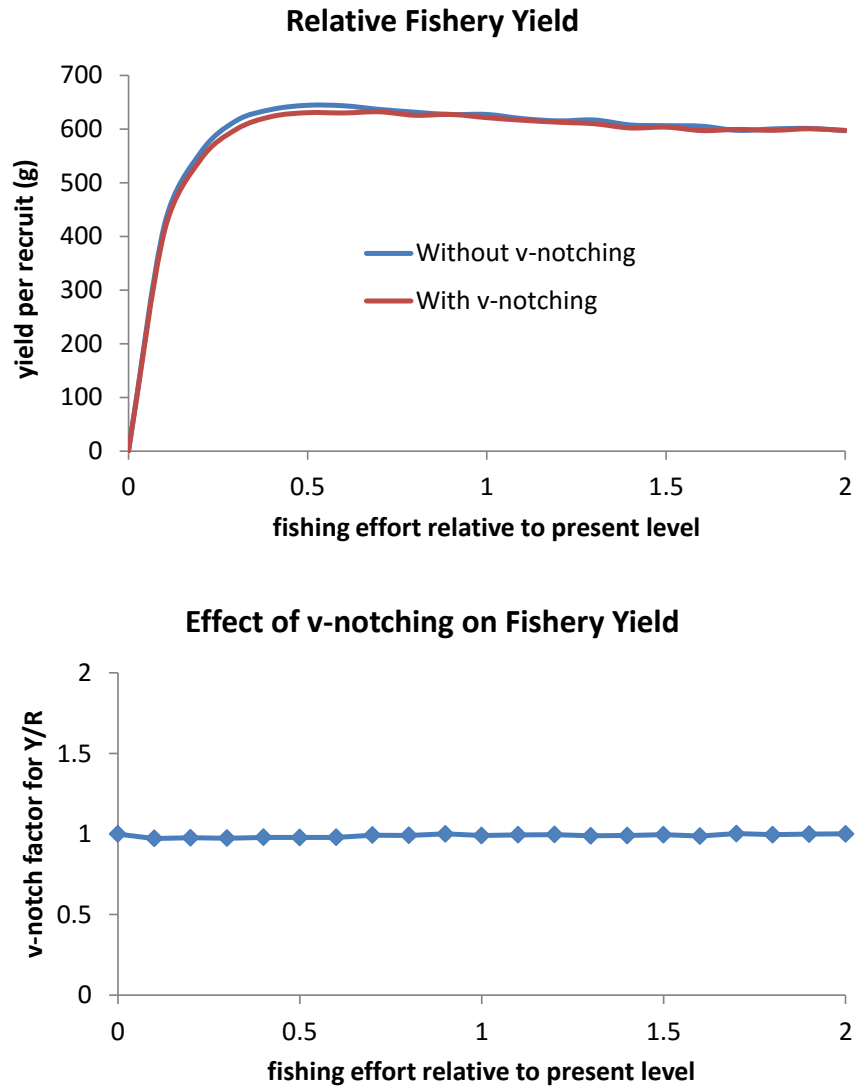 Relative Fishery Yield
700
600
500
400
300
200
100
0
yield per recruit (g)
Without v-notching
With v-notching
0 0.5 1 1.5 2
fishing effort relative to present level
Effect of v-notching on Fishery Yield
2
1.5
1
0.5
0
v-notch factor for Y/R
0 0.5 1 1.5 2
fishing effort relative to present level